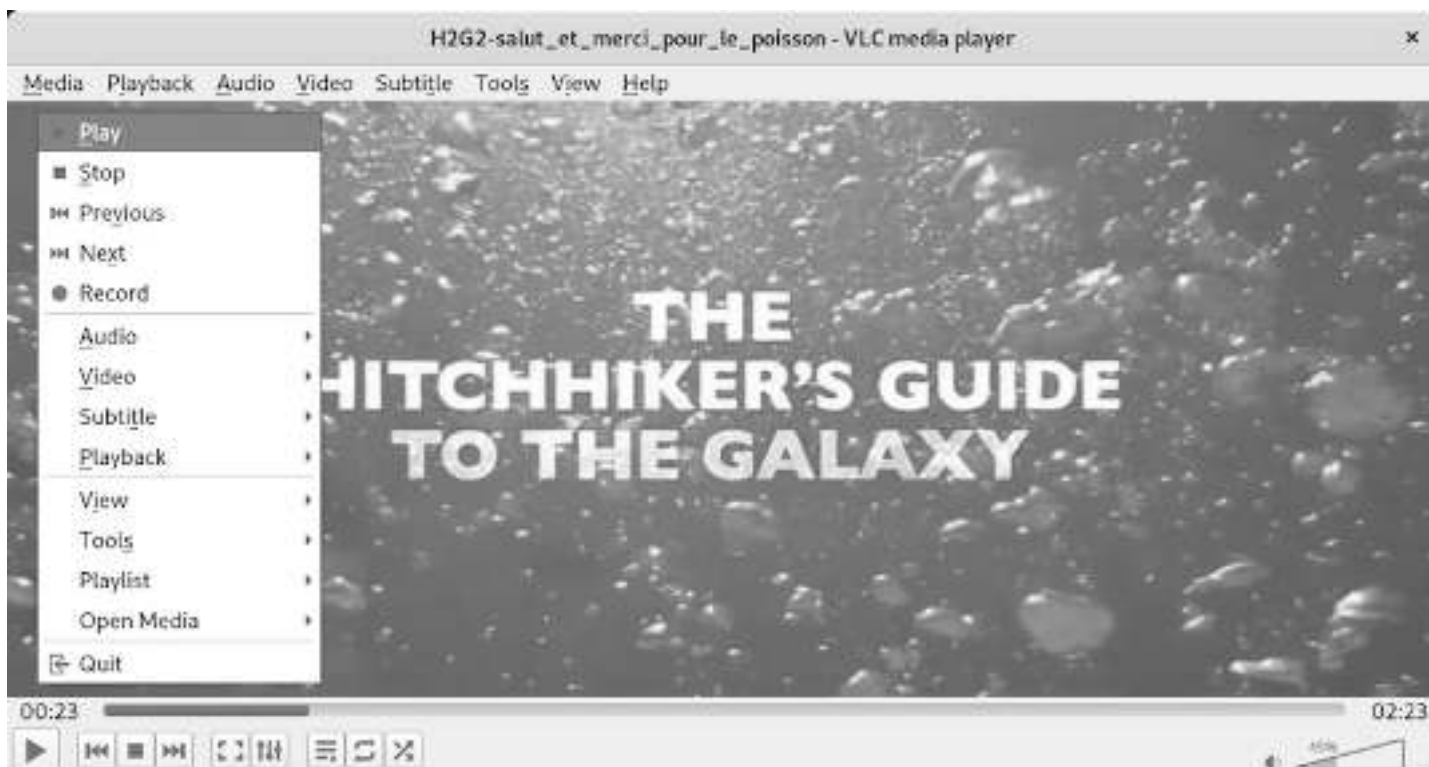 H2G2-salut_et_merci_pour_le_poisson - VLC media player
Media Playback Audio Video Subtitle Tools View Help
Play
Stop
Previous
Next
Record
Audio
Video
Subtitle
Playback
View
Tools
Playlist
Open Media
Quit
THE
HITCHHIKER'S GUIDE
TO THE GALAXY
00:23 02:23
45%